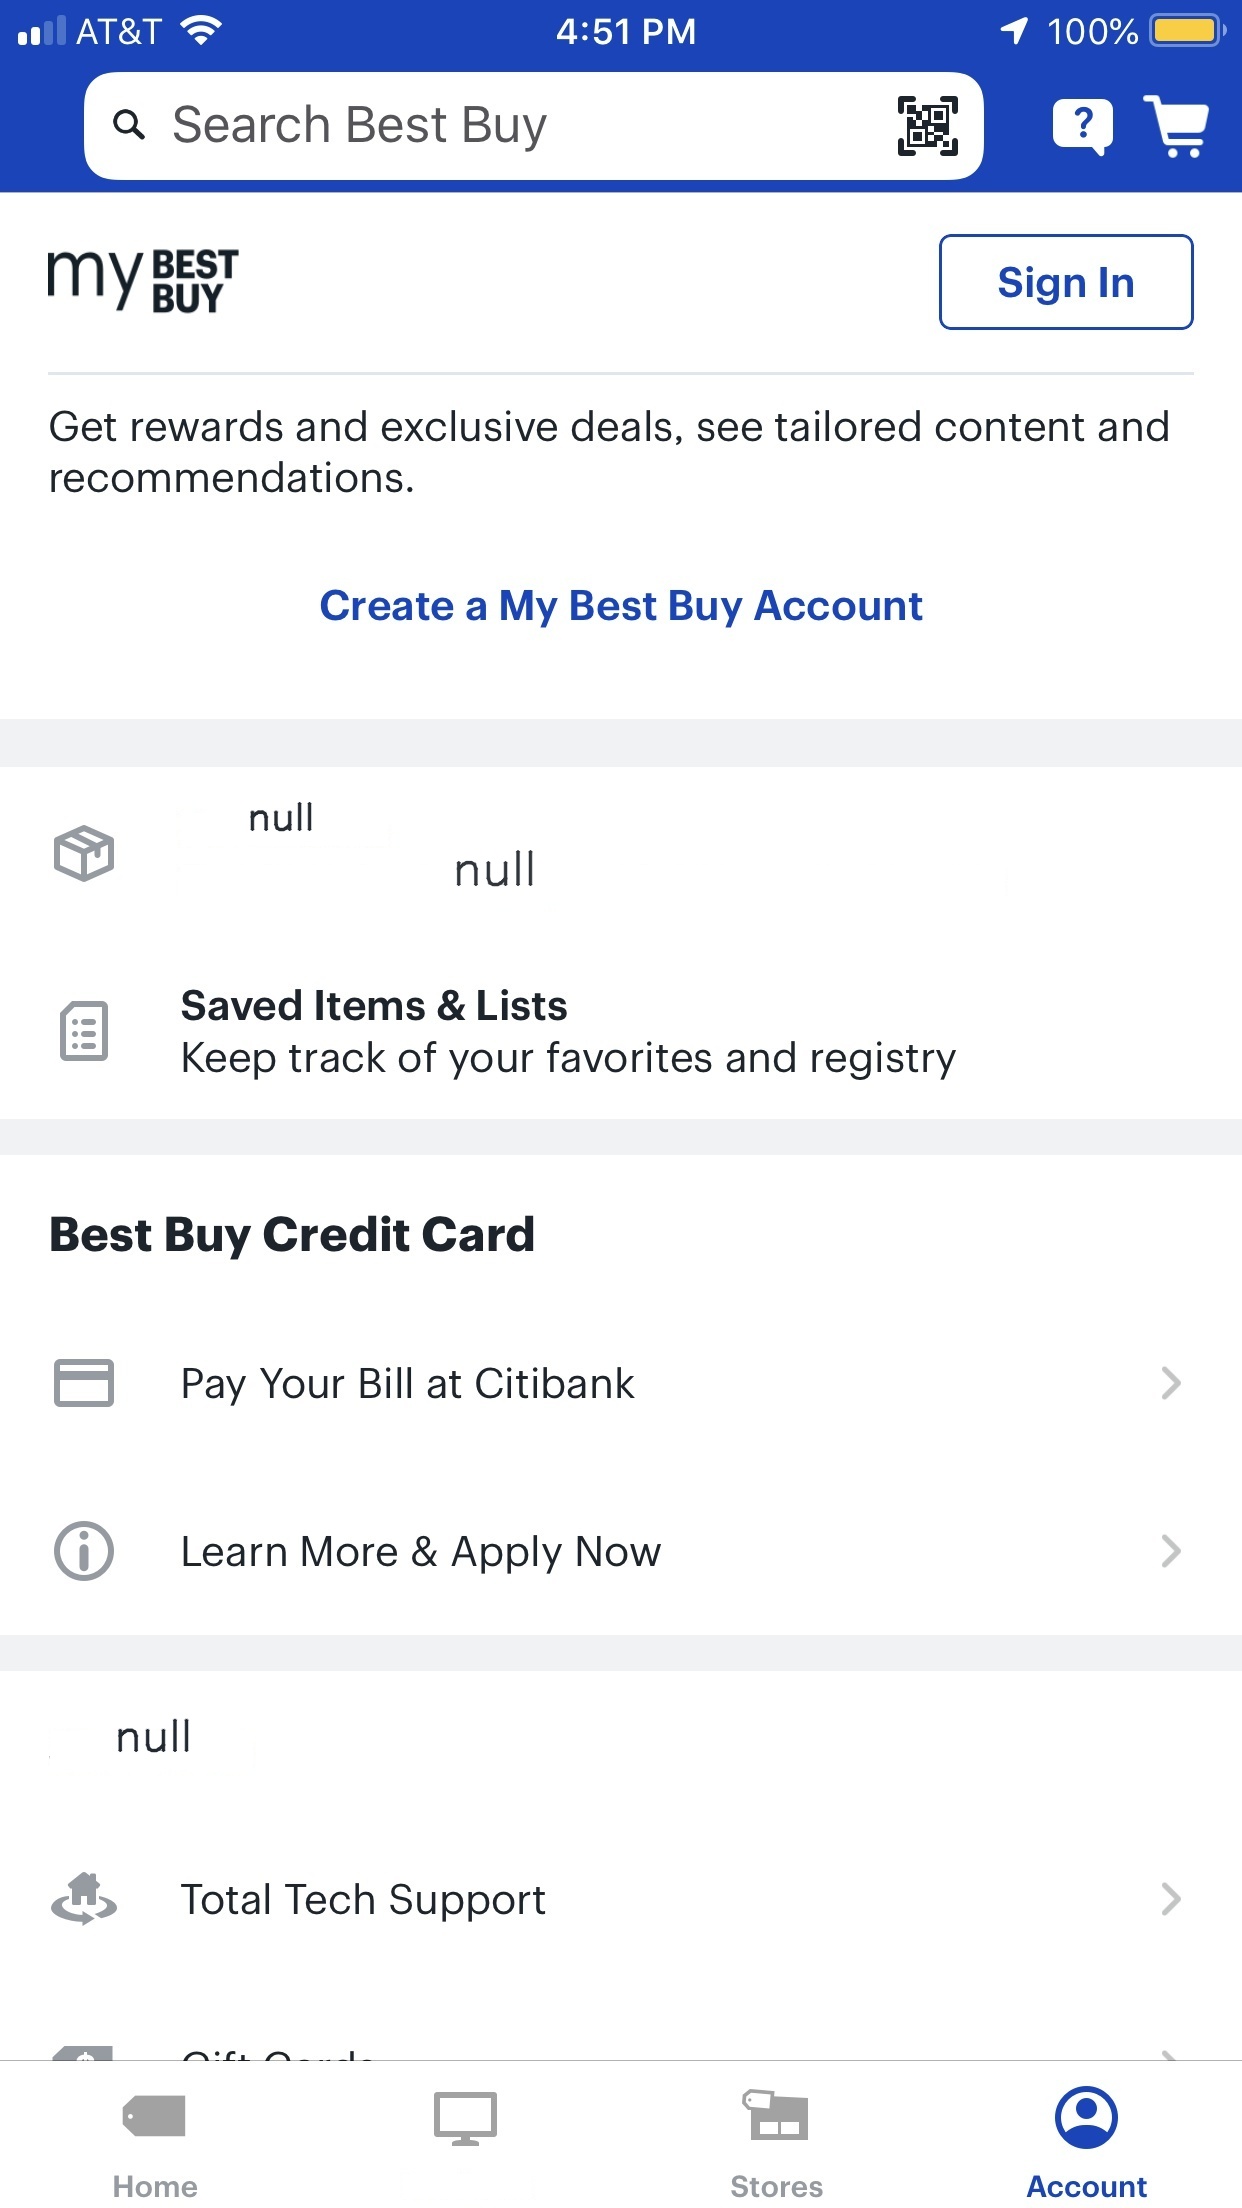 AT&T 4:51 PM 100%
Search Best Buy
my BEST BUY
Sign In
Get rewards and exclusive deals, see tailored content and
recommendations.
Create a My Best Buy Account
null
null
Saved Items & Lists
Keep track of your favorites and registry
Best Buy Credit Card
Pay Your Bill at Citibank
Learn More & Apply Now
null
Total Tech Support
Gift Cards
Home Stores Account